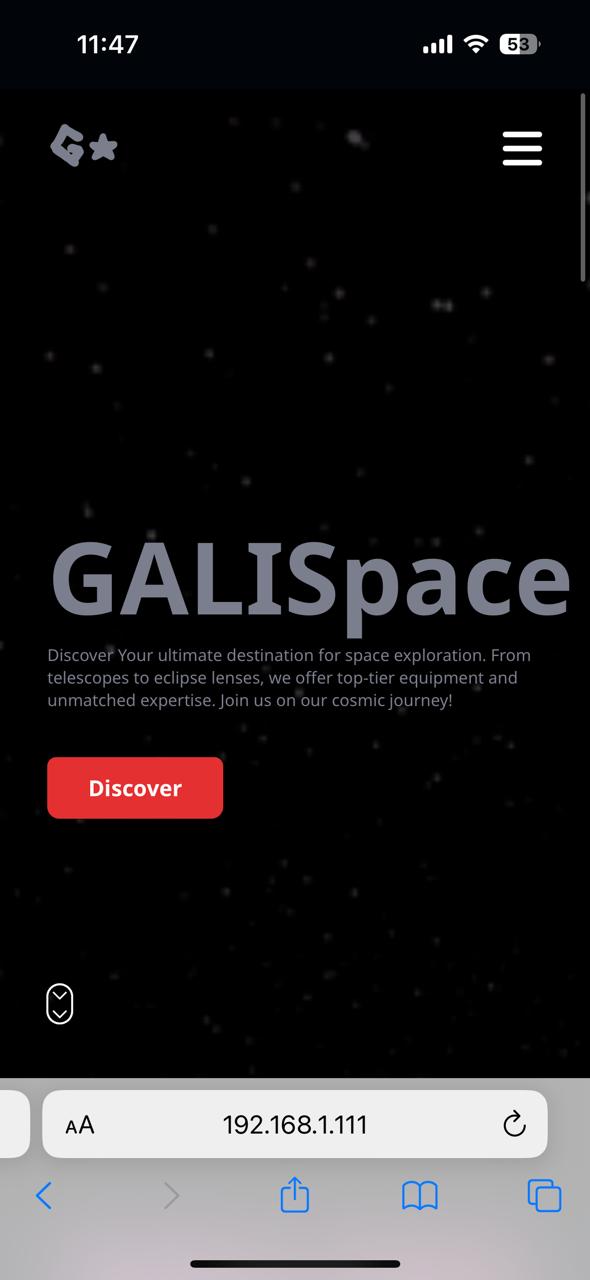 11:47
53
G
GALISpace
Discover Your ultimate destination for space exploration. From
telescopes to eclipse lenses, we offer top-tier equipment and
unmatched expertise. Join us on our cosmic journey!
Discover
AA
192.168.1.111